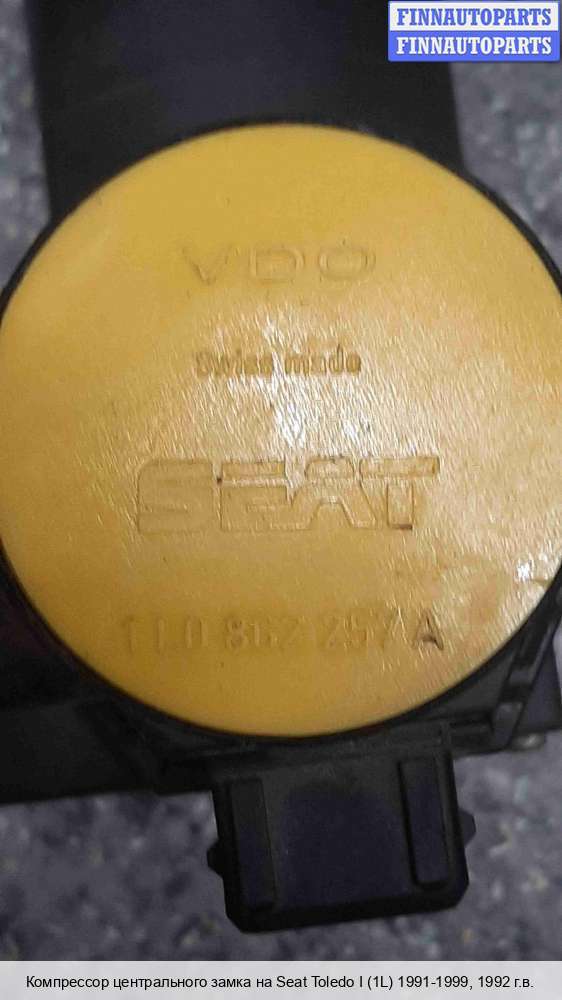 FINNAUTOPARTS
FINNAUTOPARTS
VDO
Swiss made
SEAT
1L0 862 257 A
Компрессор центрального замка на Seat Toledo I (1L) 1991-1999, 1992 г.в.